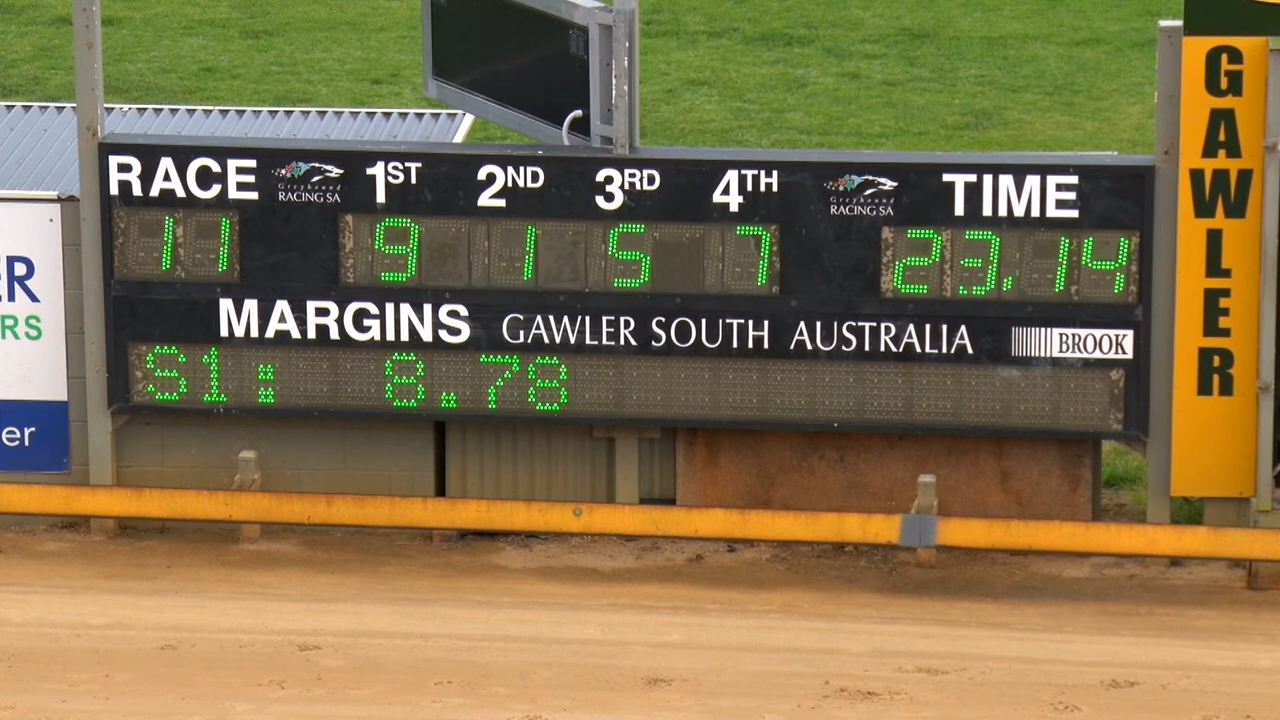 RACE Greyhound RACING SA 1ST 2ND 3RD 4TH Greyhound RACING SA TIME
11 9 1 5 7 23.14
MARGINS GAWLER SOUTH AUSTRALIA BROOK
S1: 8.78
GAWLER
ER
RS
er